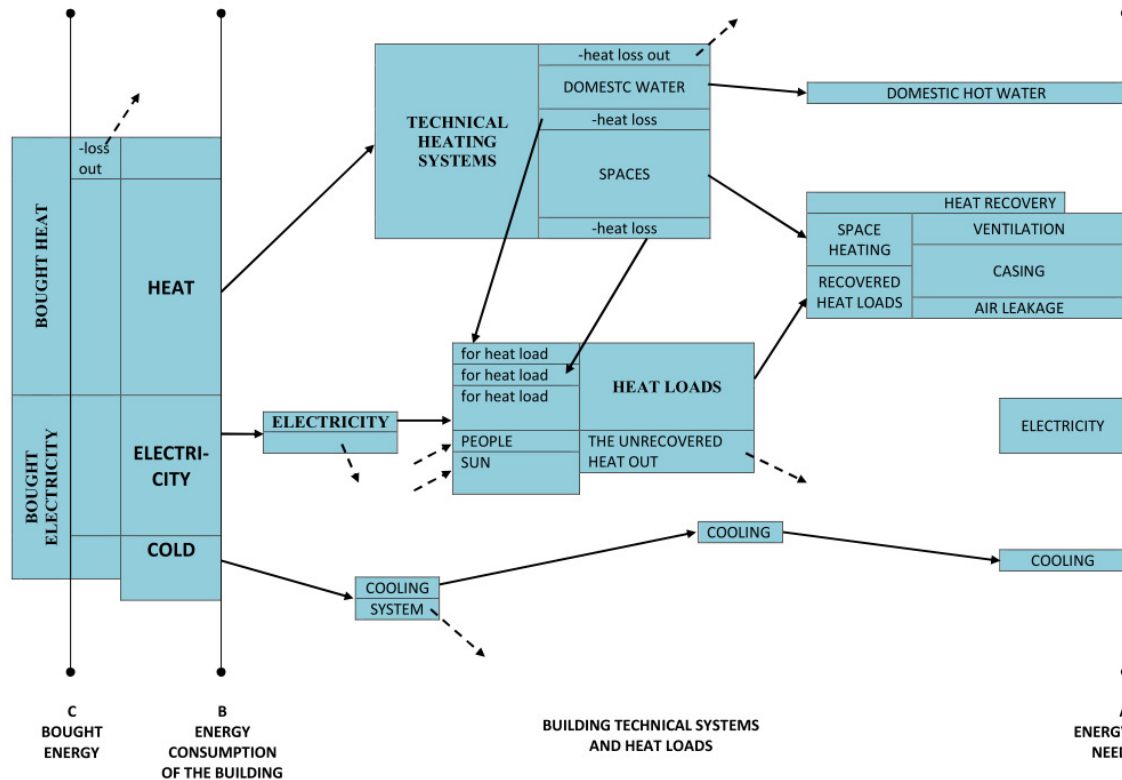 -heat loss out
DOMESTC WATER
-heat loss
SPACES
-heat loss
TECHNICAL
HEATING
SYSTEMS
DOMESTIC HOT WATER
-loss
out
BOUGHT HEAT
HEAT
HEAT RECOVERY
SPACE
HEATING
VENTILATION
CASING
RECOVERED
HEAT LOADS
AIR LEAKAGE
for heat load
for heat load
for heat load
HEAT LOADS
PEOPLE
SUN
THE UNRECOVERED
HEAT OUT
ELECTRICITY
ELECTRICITY
BOUGHT
ELECTRICITY
ELECTRI-
CITY
COLD
COOLING
COOLING
COOLING
SYSTEM
C
BOUGHT
ENERGY
B
ENERGY
CONSUMPTION
OF THE BUILDING
BUILDING TECHNICAL SYSTEMS
AND HEAT LOADS
ENERGY
NEED